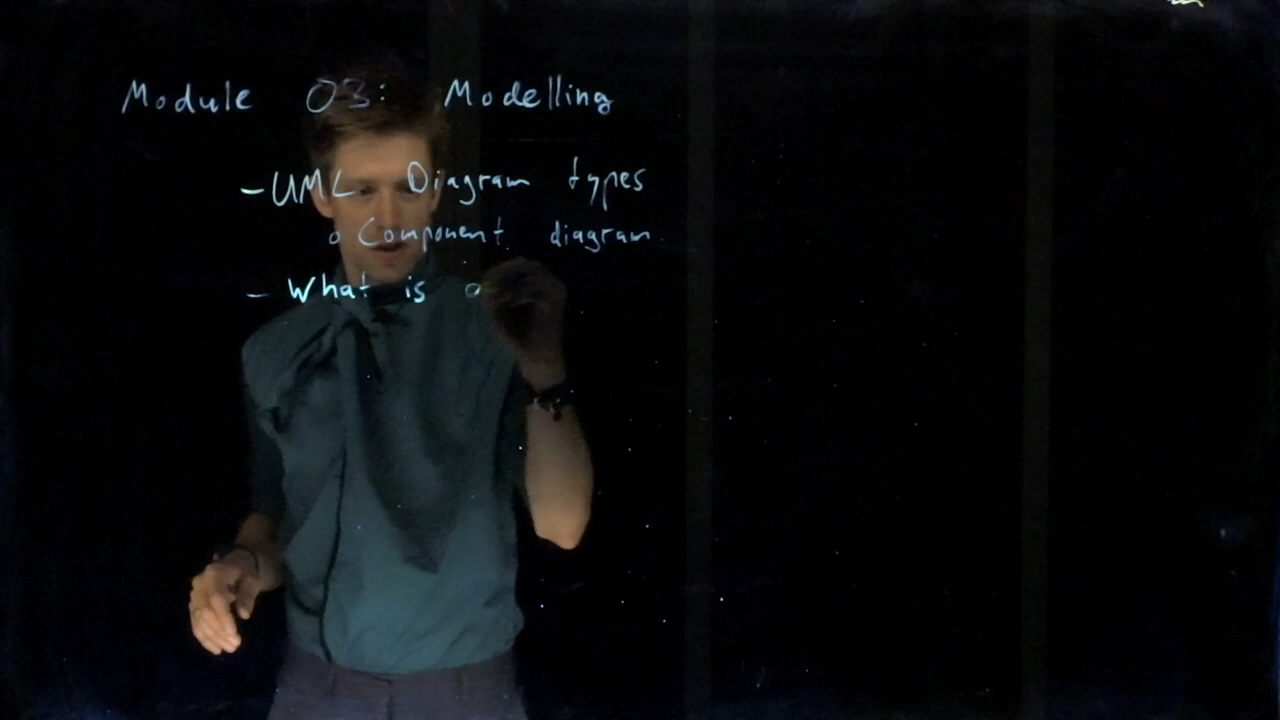 Module 03: Modelling
- UML Diagram types
o Component diagram
- What is